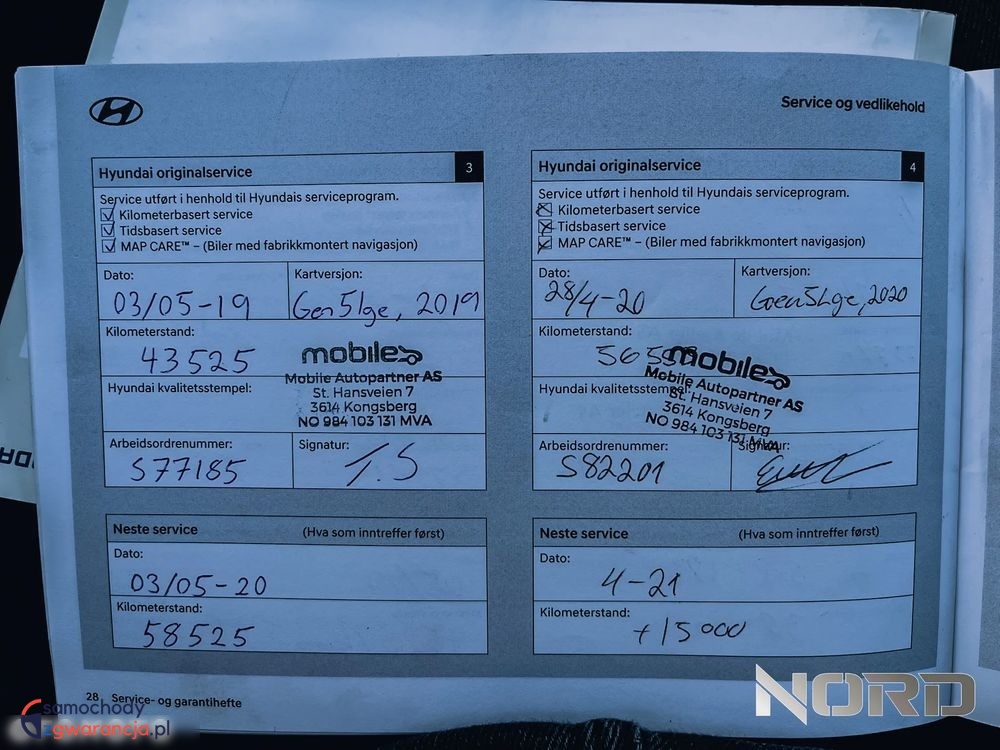 Service og vedlikehold
Hyundai originalservice 3
Service utført i henhold til Hyundais serviceprogram.
Kilometerbasert service
Tidsbasert service
MAP CARE™ – (Biler med fabrikkmontert navigasjon)
Dato:
03/05-19
Kartversjon:
Gen5lge, 2019
Kilometerstand:
43525
Hyundai kvalitetsstempel:
mobile
Mobile Autopartner AS
St. Hansveien 7
3614 Kongsberg
NO 984 103 131 MVA
Arbeidsordrenummer:
S77185
Signatur:
T.S
Neste service (Hva som inntreffer først)
Dato:
03/05-20
Kilometerstand:
58525
Hyundai originalservice 4
Service utført i henhold til Hyundais serviceprogram.
Kilometerbasert service
Tidsbasert service
MAP CARE™ – (Biler med fabrikkmontert navigasjon)
Dato:
28/4-20
Kartversjon:
Gen5lge, 2020
Kilometerstand:
Hyundai kvalitetsstempel:
mobile
Mobile Autopartner AS
St. Hansveien 7
3614 Kongsberg
NO 984 103 131 MVA
Arbeidsordrenummer:
S82201
Signatur:
Neste service (Hva som inntreffer først)
Dato:
4-21
Kilometerstand:
+15000
28 Service- og garantihefte
samochody
zgwarancja.pl
NORD